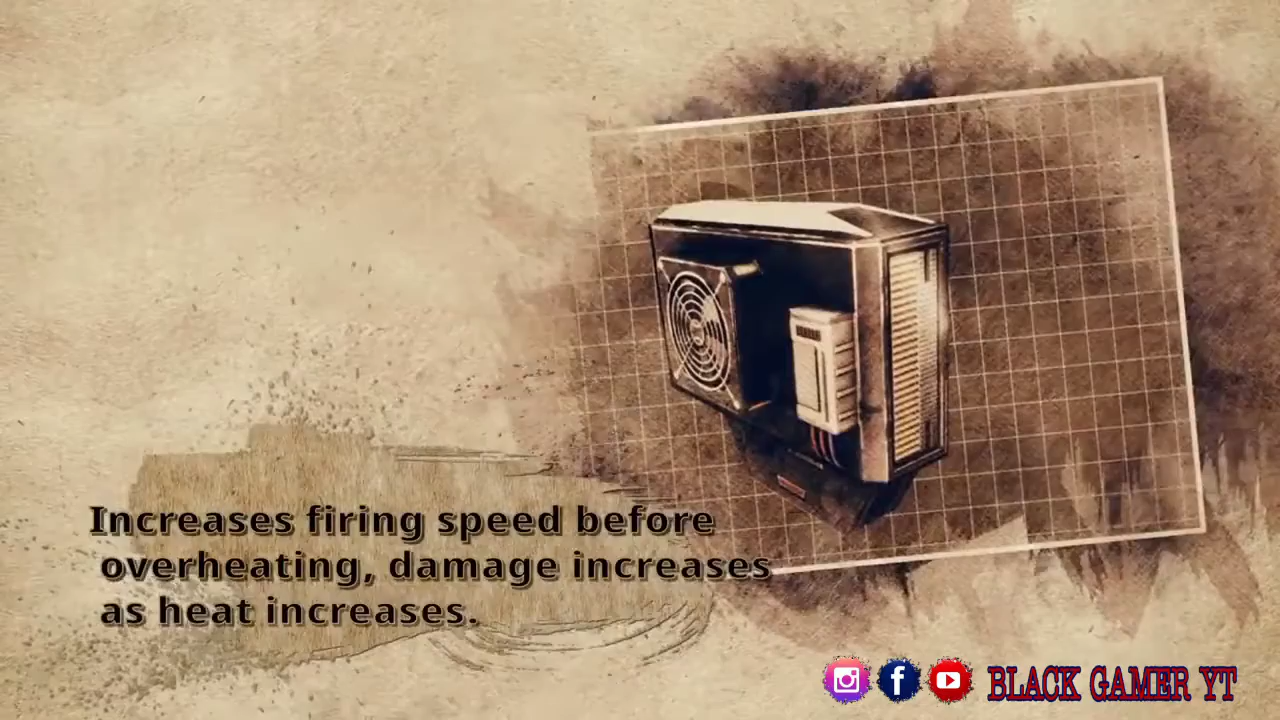 Increases firing speed before
overheating, damage increases
as heat increases.
BLACK GAMER YT